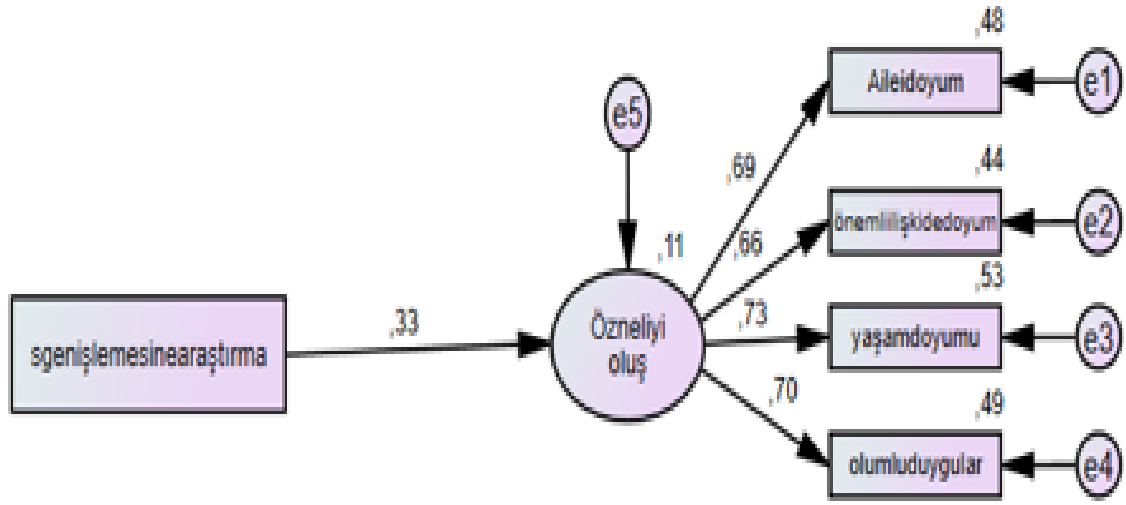 ,48
Aileidoyum
e1
e5
,69
,44
önemliilişkidedoyum
e2
,11
,66
,53
sgenişlemesinearaştırma
,33
Özneliyi
oluş
,73
yaşamdoyumu
e3
,70
,49
olumluduygular
e4